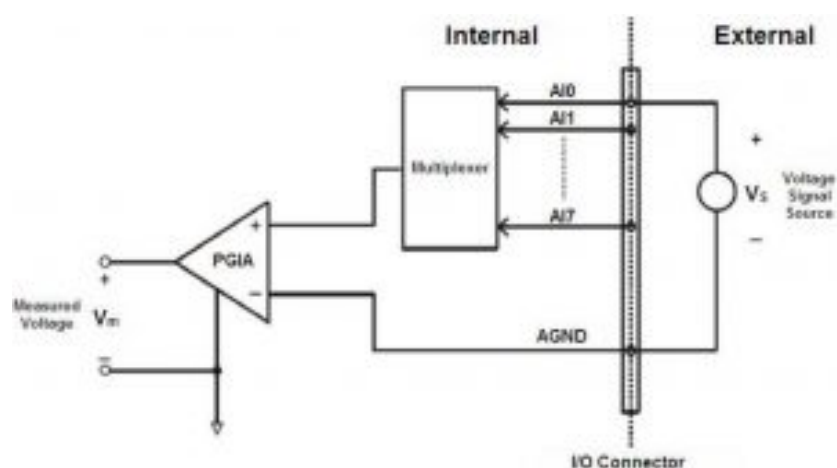 Internal
External
AI0
AI1
Multiplexer
AI7
+
Vs
−
Voltage
Signal
Source
+
PGIA
−
Measured
Voltage
+
Vm
−
AGND
I/O Connector